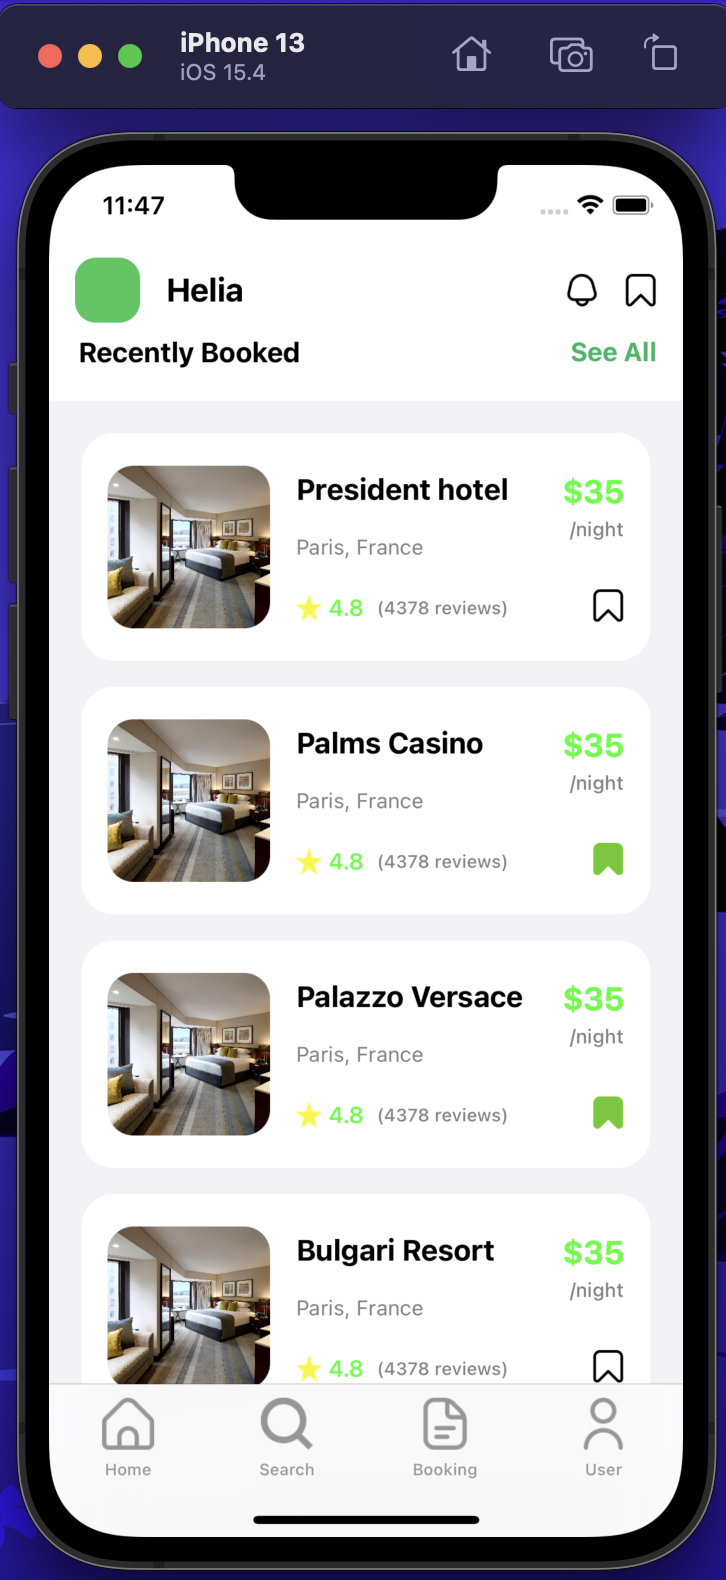 iPhone 13
iOS 15.4
11:47
Helia
Recently Booked See All
President hotel $35
/night
Paris, France
4.8 (4378 reviews)
Palms Casino $35
/night
Paris, France
4.8 (4378 reviews)
Palazzo Versace $35
/night
Paris, France
4.8 (4378 reviews)
Bulgari Resort $35
/night
Paris, France
4.8 (4378 reviews)
Home Search Booking User